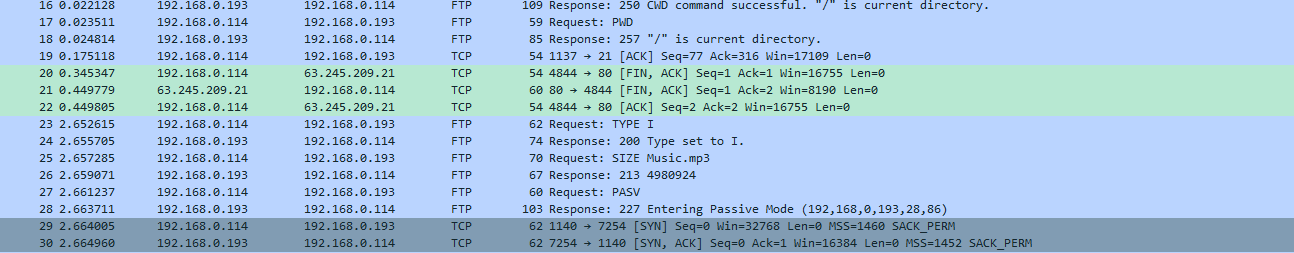 16 0.022128 192.168.0.193 192.168.0.114 FTP 109 Response: 250 CWD command successful. "/" is current directory.
17 0.023511 192.168.0.114 192.168.0.193 FTP 59 Request: PWD
18 0.024814 192.168.0.193 192.168.0.114 FTP 85 Response: 257 "/" is current directory.
19 0.175118 192.168.0.114 192.168.0.193 TCP 54 1137 → 21 [ACK] Seq=77 Ack=316 Win=17109 Len=0
20 0.345347 192.168.0.114 63.245.209.21 TCP 54 4844 → 80 [FIN, ACK] Seq=1 Ack=1 Win=16755 Len=0
21 0.449779 63.245.209.21 192.168.0.114 TCP 60 80 → 4844 [FIN, ACK] Seq=1 Ack=2 Win=8190 Len=0
22 0.449805 192.168.0.114 63.245.209.21 TCP 54 4844 → 80 [ACK] Seq=2 Ack=2 Win=16755 Len=0
23 2.652615 192.168.0.114 192.168.0.193 FTP 62 Request: TYPE I
24 2.655705 192.168.0.193 192.168.0.114 FTP 74 Response: 200 Type set to I.
25 2.657285 192.168.0.114 192.168.0.193 FTP 70 Request: SIZE Music.mp3
26 2.659071 192.168.0.193 192.168.0.114 FTP 67 Response: 213 4980924
27 2.661237 192.168.0.114 192.168.0.193 FTP 60 Request: PASV
28 2.663711 192.168.0.193 192.168.0.114 FTP 103 Response: 227 Entering Passive Mode (192,168,0,193,28,86)
29 2.664005 192.168.0.114 192.168.0.193 TCP 62 1140 → 7254 [SYN] Seq=0 Win=32768 Len=0 MSS=1460 SACK_PERM
30 2.664960 192.168.0.193 192.168.0.114 TCP 62 7254 → 1140 [SYN, ACK] Seq=0 Ack=1 Win=16384 Len=0 MSS=1452 SACK_PERM